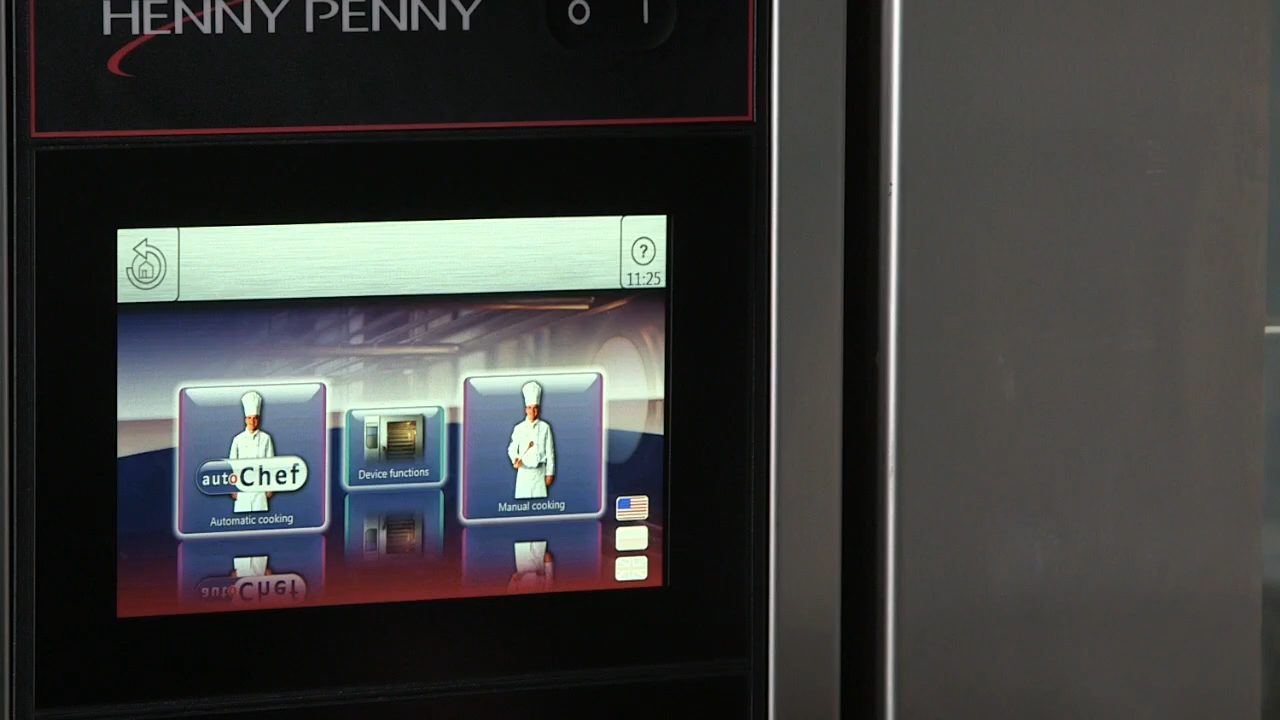 HENNY PENNY
O I
?
11:25
autoChef
Automatic cooking
Device functions
Manual cooking